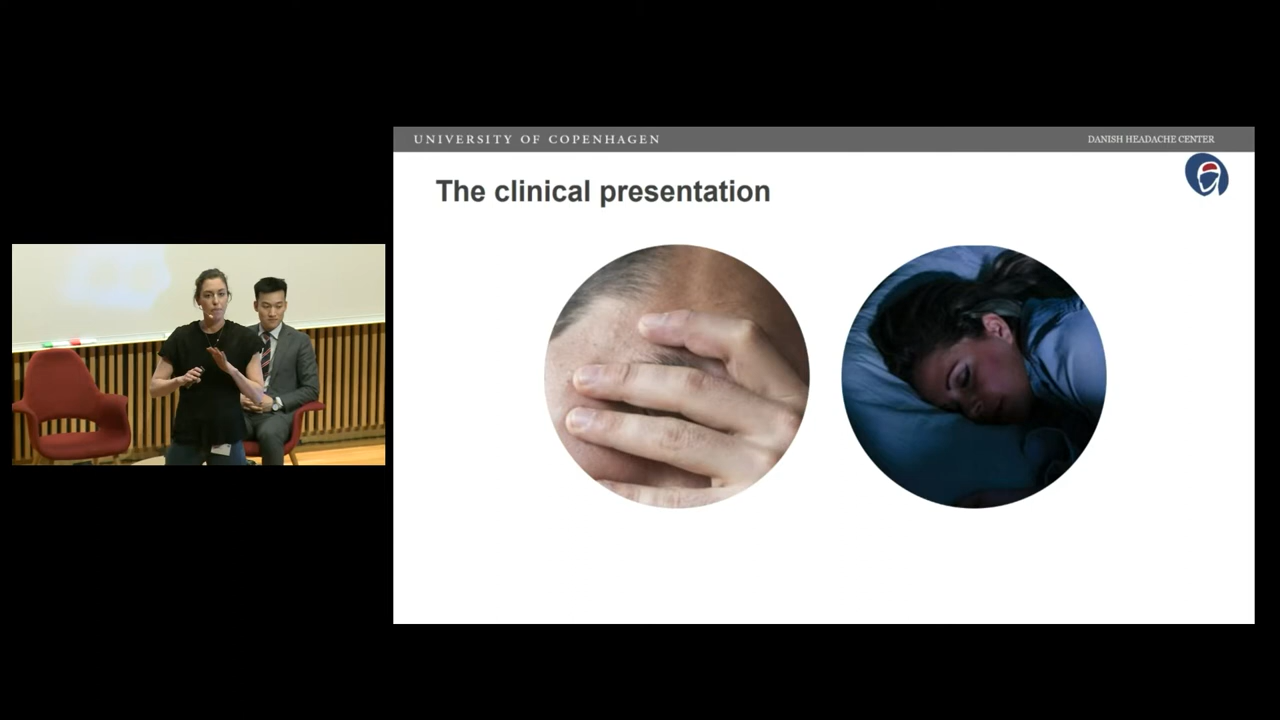 UNIVERSITY OF COPENHAGEN
DANISH HEADACHE CENTER
The clinical presentation